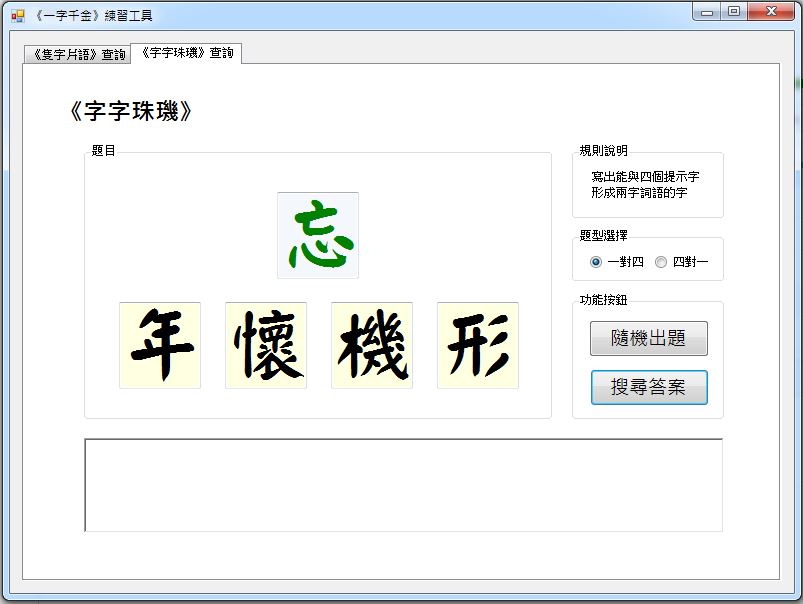 《一字千金》練習工具
《隻字片語》查詢
《字字珠璣》查詢
《字字珠璣》
題目
忘
年 懷 機 形
規則說明
寫出能與四個提示字
形成兩字詞語的字
題型選擇
一對四 四對一
功能按鈕
隨機出題
搜尋答案